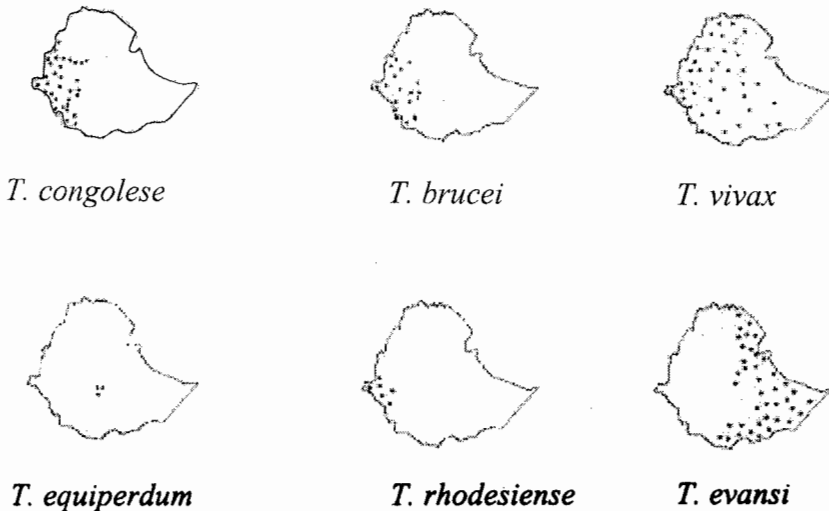 T. congolese T. brucei T. vivax
T. equiperdum T. rhodesiense T. evansi